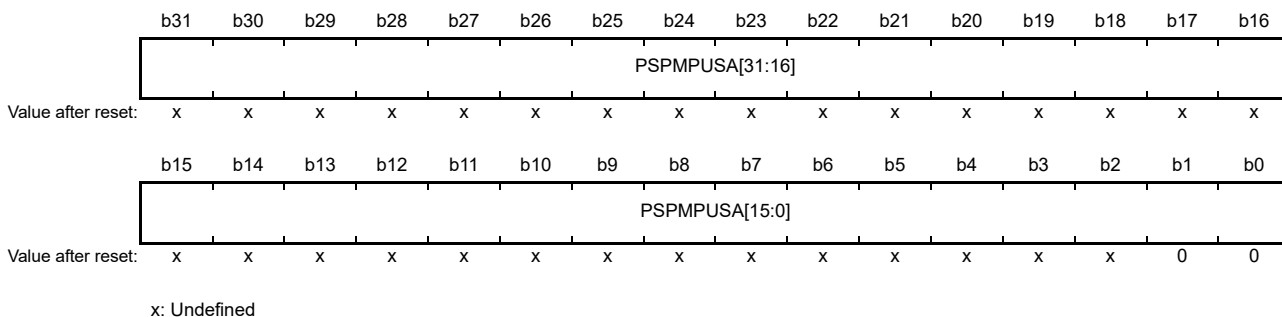 b31 b30 b29 b28 b27 b26 b25 b24 b23 b22 b21 b20 b19 b18 b17 b16
PSPMPUSA[31:16]
Value after reset: x x x x x x x x x x x x x x x x
b15 b14 b13 b12 b11 b10 b9 b8 b7 b6 b5 b4 b3 b2 b1 b0
PSPMPUSA[15:0]
Value after reset: x x x x x x x x x x x x x x 0 0
x: Undefined